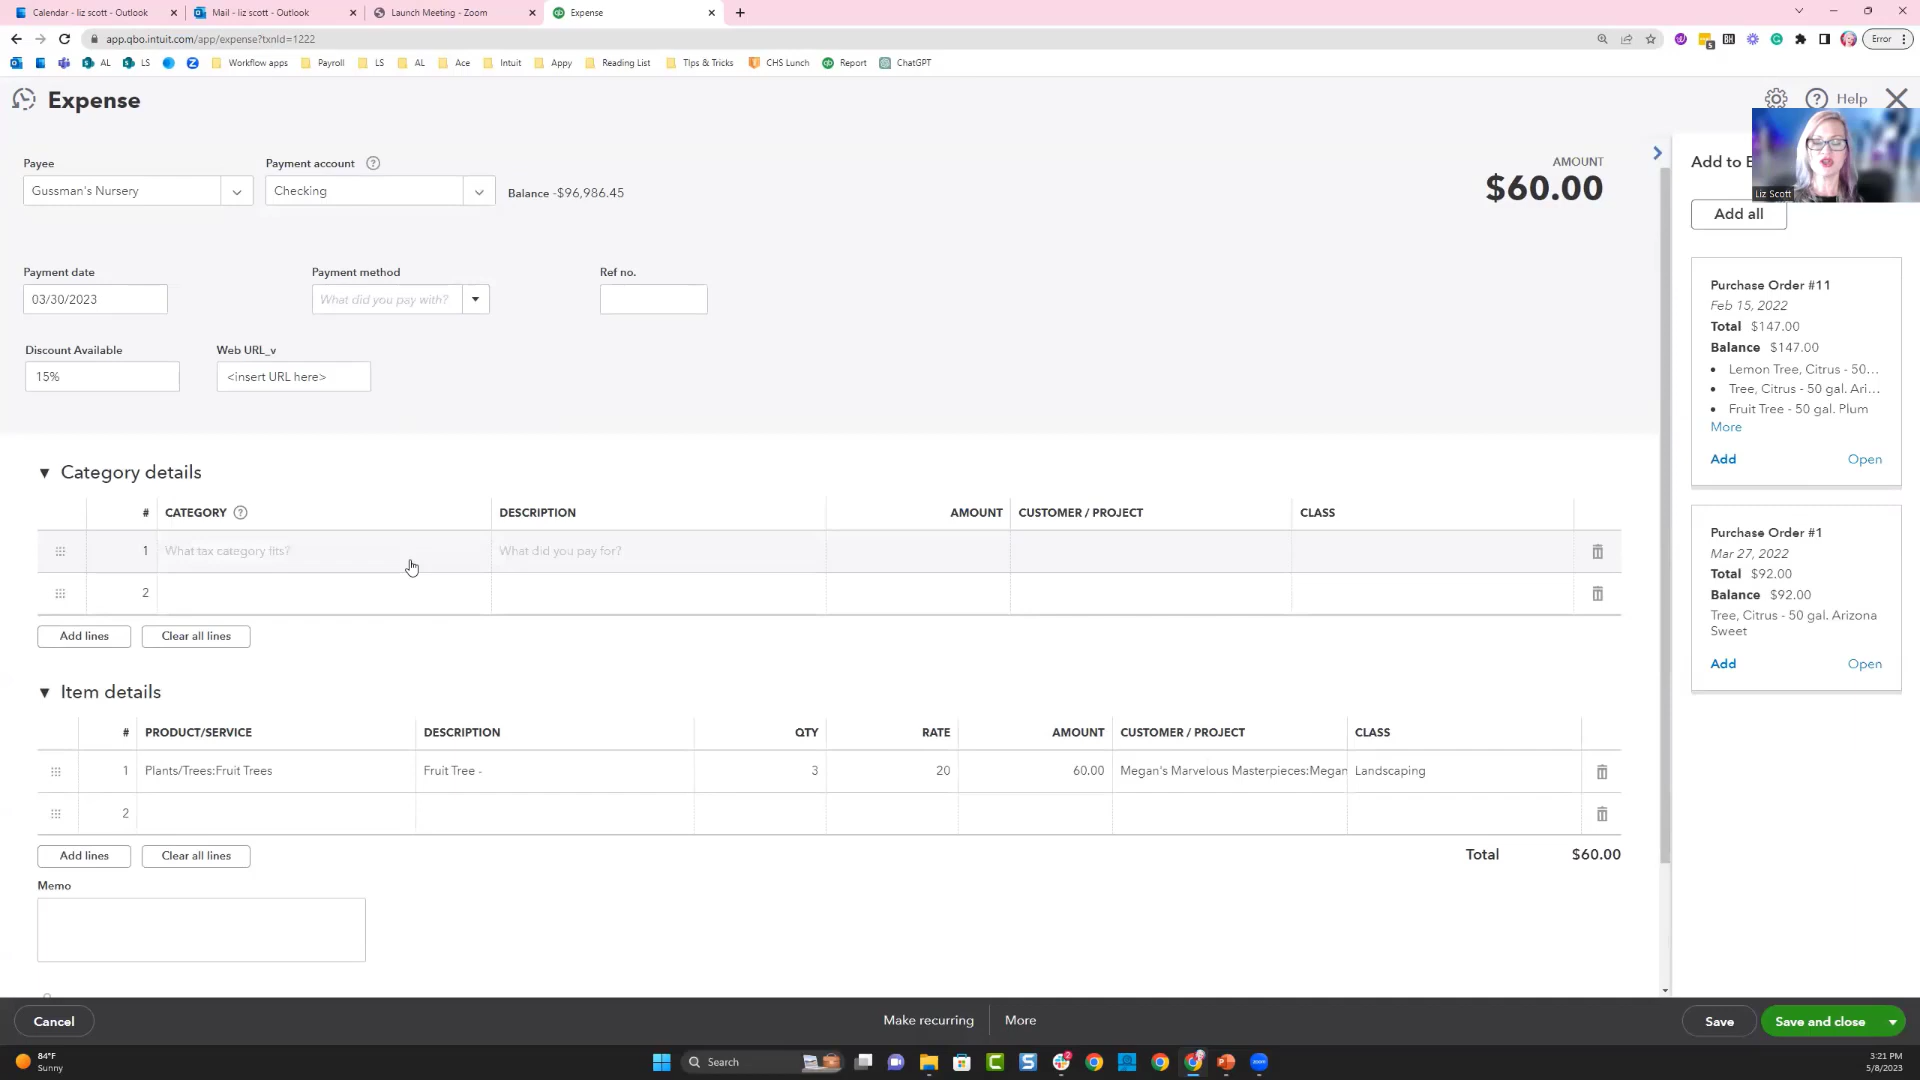 Calendar - liz scott - Outlook
Mail - liz scott - Outlook
Launch Meeting - Zoom
Expense
app.qbo.intuit.com/app/expense?txnId=1222
Error
AL
LS
Workflow apps
Payroll
LS
AL
Ace
Intuit
Appy
Reading List
Tips & Tricks
CHS Lunch
Report
ChatGPT
Expense
Help
Payee
Payment account
Gussman's Nursery
Checking
Balance -$96,986.45
AMOUNT
$60.00
Payment date
Payment method
Ref no.
03/30/2023
What did you pay with?
Discount Available
Web URL_v
15%
<insert URL here>
Category details
# CATEGORY DESCRIPTION AMOUNT CUSTOMER / PROJECT CLASS
1 What tax category fits? What did you pay for?
2
Add lines
Clear all lines
Item details
# PRODUCT/SERVICE DESCRIPTION QTY RATE AMOUNT CUSTOMER / PROJECT CLASS
1 Plants/Trees:Fruit Trees Fruit Tree - 3 20 60.00 Megan's Marvelous Masterpieces:Megan Landscaping
2
Add lines
Clear all lines
Total $60.00
Memo
Add to E
Liz Scott
Add all
Purchase Order #11
Feb 15, 2022
Total $147.00
Balance $147.00
• Lemon Tree, Citrus - 50...
• Tree, Citrus - 50 gal. Ari...
• Fruit Tree - 50 gal. Plum
More
Add
Open
Purchase Order #1
Mar 27, 2022
Total $92.00
Balance $92.00
Tree, Citrus - 50 gal. Arizona
Sweet
Add
Open
Cancel
Make recurring
More
Save
Save and close
84°F
Sunny
Search
3:21 PM
5/8/2023